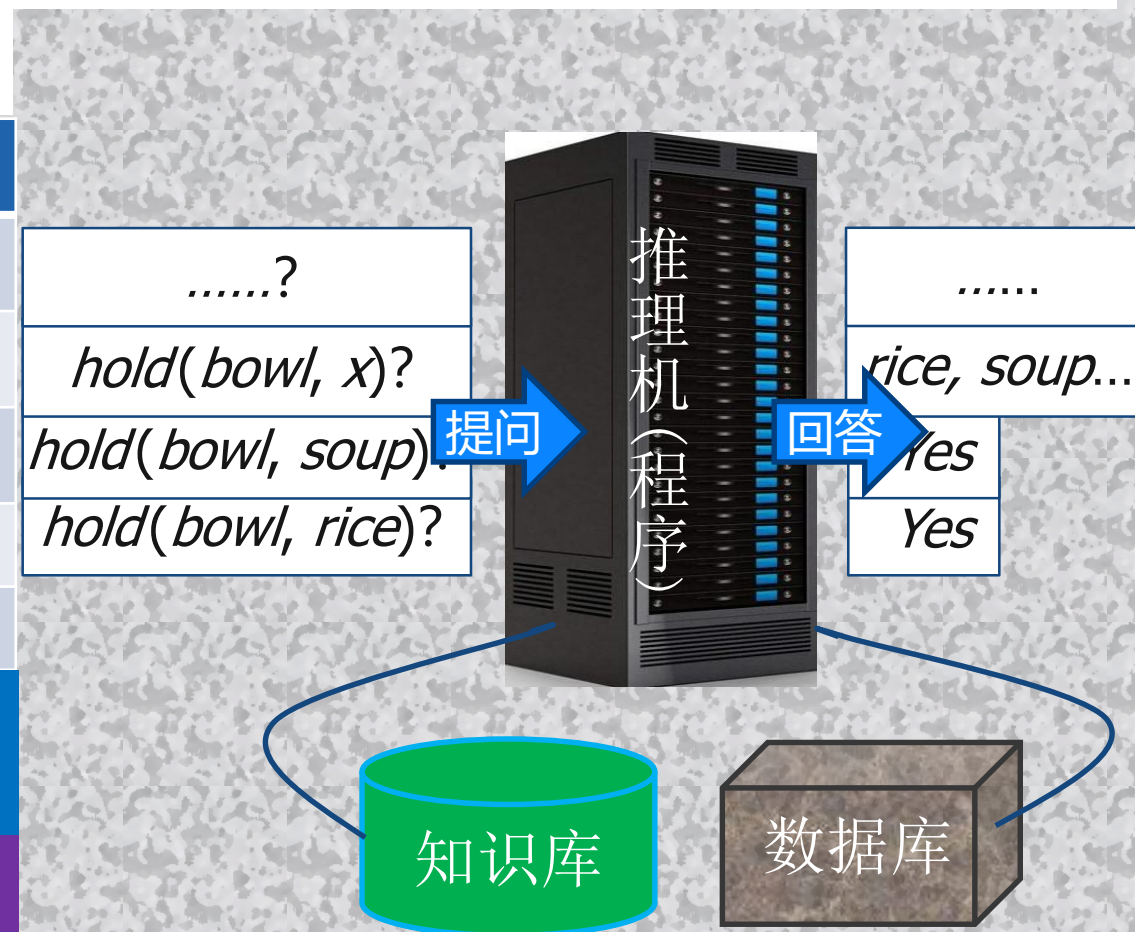 ......?
hold(bowl, x)?
hold(bowl, soup)?
hold(bowl, rice)?
提问
推理机（程序）
回答
......
rice, soup...
Yes
Yes
知识库
数据库